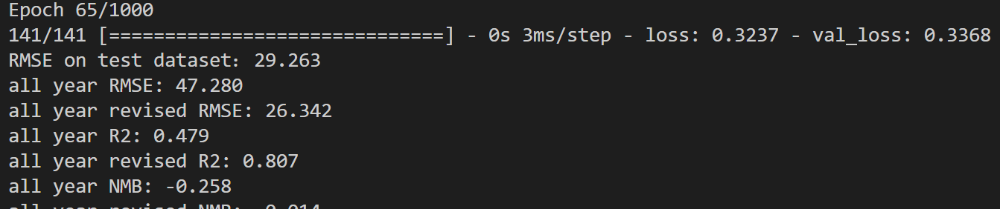 Epoch 65/1000
141/141 [==============================] - 0s 3ms/step - loss: 0.3237 - val_loss: 0.3368
RMSE on test dataset: 29.263
all year RMSE: 47.280
all year revised RMSE: 26.342
all year R2: 0.479
all year revised R2: 0.807
all year NMB: -0.258
all year revised NMB: